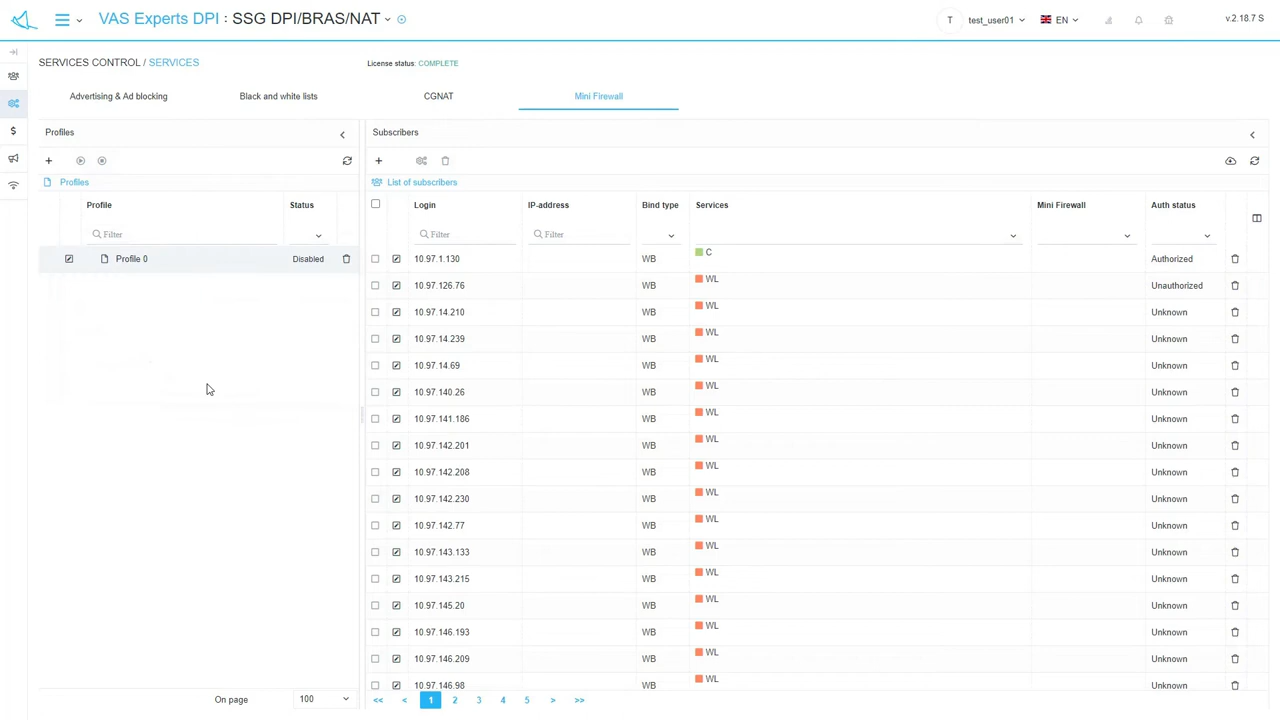 VAS Experts DPI : SSG DPI/BRAS/NAT
T test_user01 EN v.2.18.7 S
SERVICES CONTROL / SERVICES
License status: COMPLETE
Advertising & Ad blocking Black and white lists CGNAT Mini Firewall
Profiles
Profiles
Profile Status
Filter
Profile 0 Disabled
On page 100
Subscribers
List of subscribers
Login IP-address Bind type Services Mini Firewall Auth status
Filter Filter
10.97.1.130 WB C Authorized
10.97.126.76 WB WL Unauthorized
10.97.14.210 WB WL Unknown
10.97.14.239 WB WL Unknown
10.97.14.69 WB WL Unknown
10.97.140.26 WB WL Unknown
10.97.141.186 WB WL Unknown
10.97.142.201 WB WL Unknown
10.97.142.208 WB WL Unknown
10.97.142.230 WB WL Unknown
10.97.142.77 WB WL Unknown
10.97.143.133 WB WL Unknown
10.97.143.215 WB WL Unknown
10.97.145.20 WB WL Unknown
10.97.146.193 WB WL Unknown
10.97.146.209 WB WL Unknown
10.97.146.98 WB WL Unknown
<< < 1 2 3 4 5 > >>